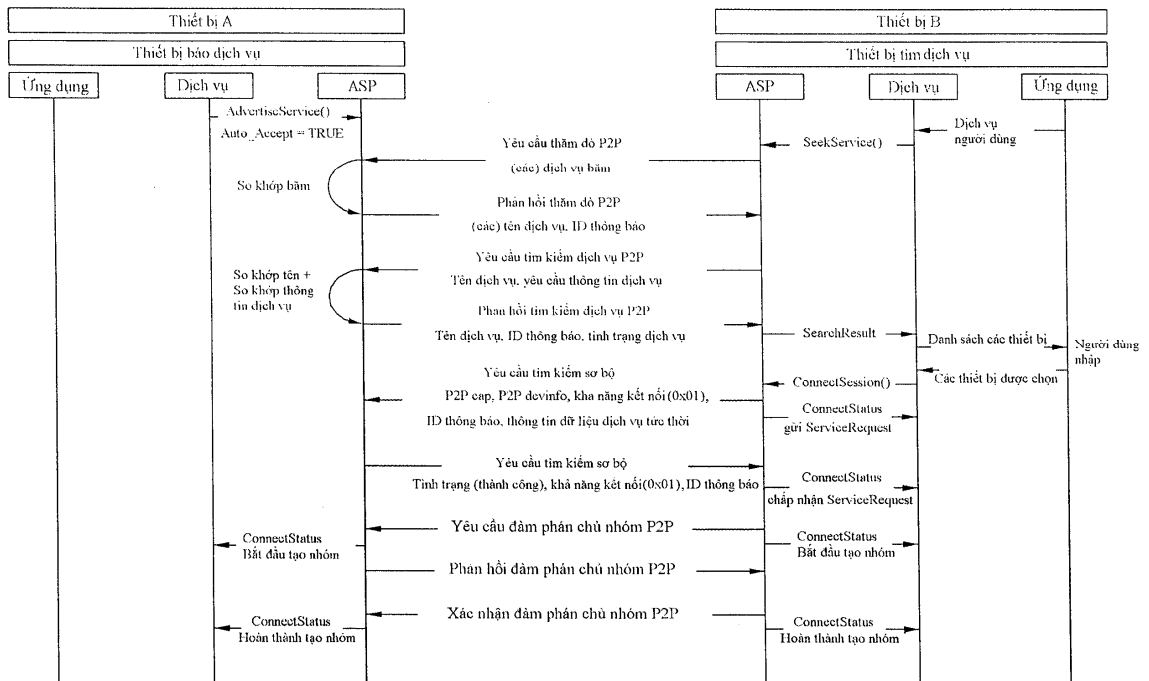 Thiết bị A
Thiết bị B
Thiết bị báo dịch vụ
Thiết bị tìm dịch vụ
Ứng dụng
Dịch vụ
ASP
ASP
Dịch vụ
Ứng dụng
AdvertiseService()
Auto_Accept = TRUE
Dịch vụ
người dùng
SeekService()
Yêu cầu thăm dò P2P
(các) dịch vụ băm
So khớp băm
Phản hồi thăm dò P2P
(các) tên dịch vụ, ID thông báo
Yêu cầu tìm kiếm dịch vụ P2P
Tên dịch vụ, yêu cầu thông tin dịch vụ
So khớp tên +
So khớp thông
tin dịch vụ
Phản hồi tìm kiếm dịch vụ P2P
Tên dịch vụ, ID thông báo, tình trạng dịch vụ
SearchResult
Danh sách các thiết bị
Người dùng
nhập
Các thiết bị được chọn
ConnectSession()
Yêu cầu tìm kiếm sơ bộ
P2P cap, P2P devinfo, khả năng kết nối(0x01),
ID thông báo, thông tin dữ liệu dịch vụ tức thời
ConnectStatus
gửi ServiceRequest
Yêu cầu tìm kiếm sơ bộ
Tình trạng (thành công), khả năng kết nối(0x01), ID thông báo
ConnectStatus
chấp nhận ServiceRequest
Yêu cầu đàm phán chủ nhóm P2P
ConnectStatus
Bắt đầu tạo nhóm
ConnectStatus
Bắt đầu tạo nhóm
Phản hồi đàm phán chủ nhóm P2P
Xác nhận đàm phán chủ nhóm P2P
ConnectStatus
Hoàn thành tạo nhóm
ConnectStatus
Hoàn thành tạo nhóm